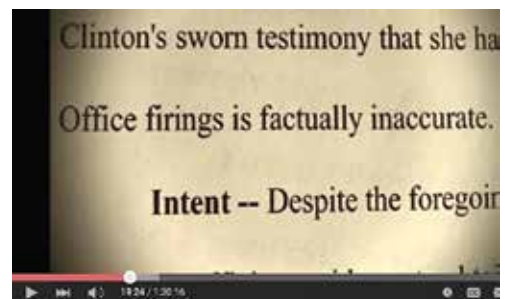 Clinton's sworn testimony that she ha
Office firings is factually inaccurate.
Intent -- Despite the foregoin
19:24 / 1:30:16